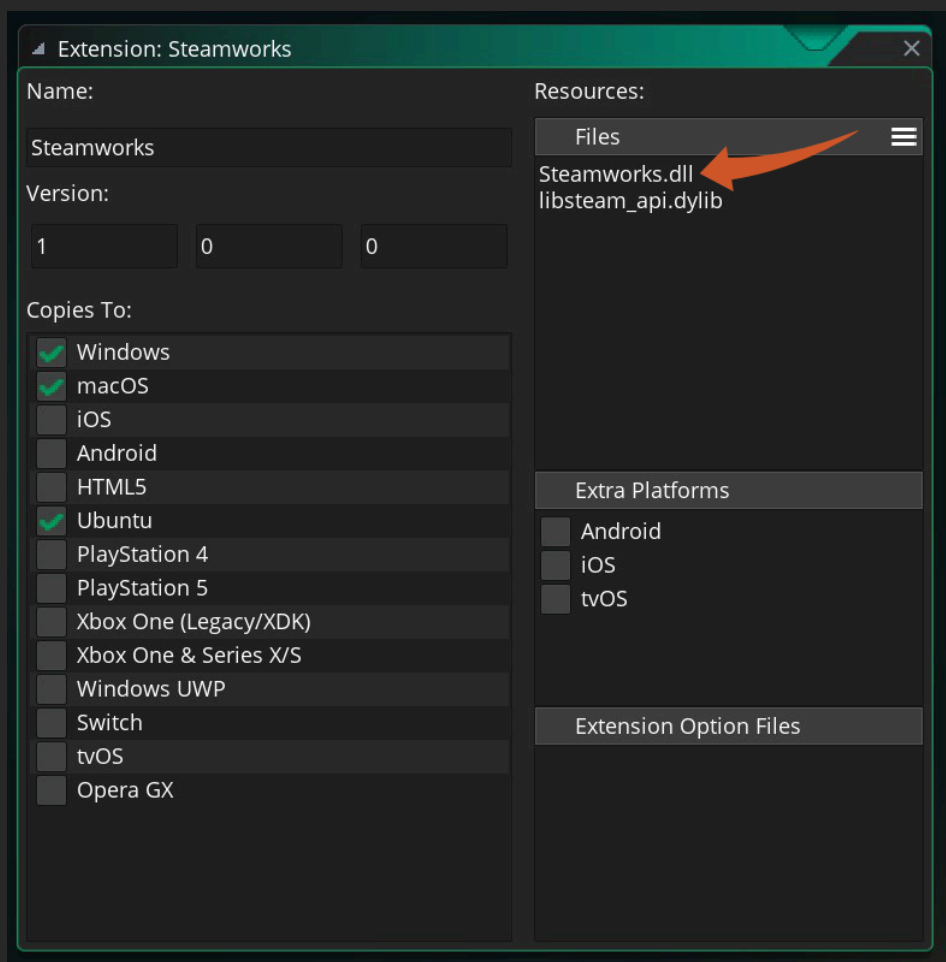 Extension: Steamworks
Name:
Steamworks
Version:
1 0 0
Copies To:
Windows
macOS
iOS
Android
HTML5
Ubuntu
PlayStation 4
PlayStation 5
Xbox One (Legacy/XDK)
Xbox One & Series X/S
Windows UWP
Switch
tvOS
Opera GX
Resources:
Files
Steamworks.dll
libsteam_api.dylib
Extra Platforms
Android
iOS
tvOS
Extension Option Files